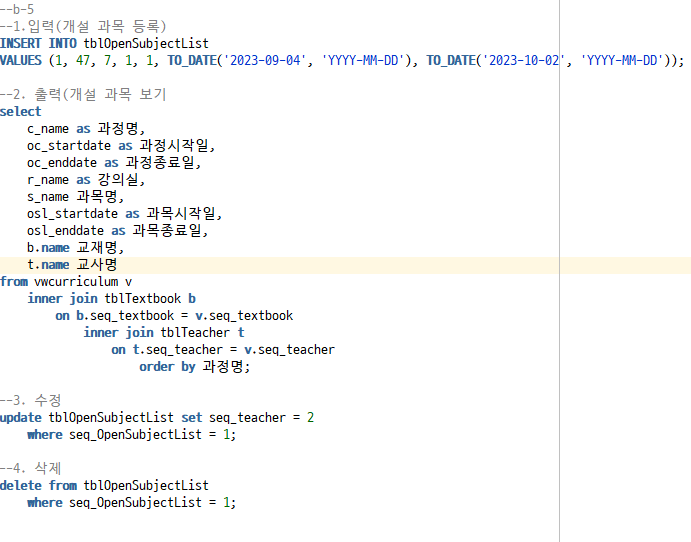 --b-5
--1.입력(개설 과목 등록)
INSERT INTO tblOpenSubjectList
VALUES (1, 47, 7, 1, 1, TO_DATE('2023-09-04', 'YYYY-MM-DD'), TO_DATE('2023-10-02', 'YYYY-MM-DD'));
--2. 출력(개설 과목 보기
select
c_name as 과정명,
oc_startdate as 과정시작일,
oc_enddate as 과정종료일,
r_name as 강의실,
s_name 과목명,
osl_startdate as 과목시작일,
osl_enddate as 과목종료일,
b.name 교재명,
t.name 교사명
from vwcurriculum v
inner join tblTextbook b
on b.seq_textbook = v.seq_textbook
inner join tblTeacher t
on t.seq_teacher = v.seq_teacher
order by 과정명;
--3. 수정
update tblOpenSubjectList set seq_teacher = 2
where seq_OpenSubjectList = 1;
--4. 삭제
delete from tblOpenSubjectList
where seq_OpenSubjectList = 1;